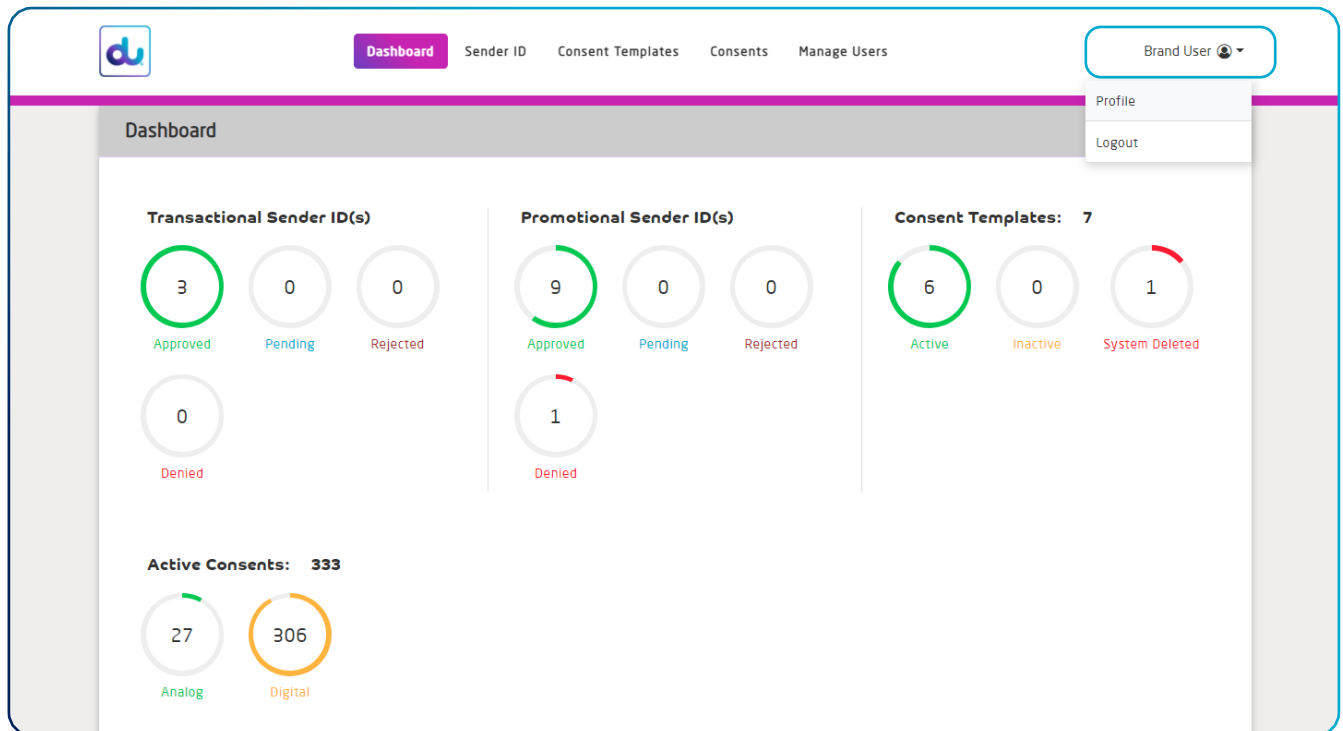 du
Dashboard Sender ID Consent Templates Consents Manage Users Brand User
Profile
Logout
Dashboard
Transactional Sender ID(s)
3 0 0
Approved Pending Rejected
0
Denied
Promotional Sender ID(s)
9 0 0
Approved Pending Rejected
1
Denied
Consent Templates: 7
6 0 1
Active Inactive System Deleted
Active Consents: 333
27 306
Analog Digital